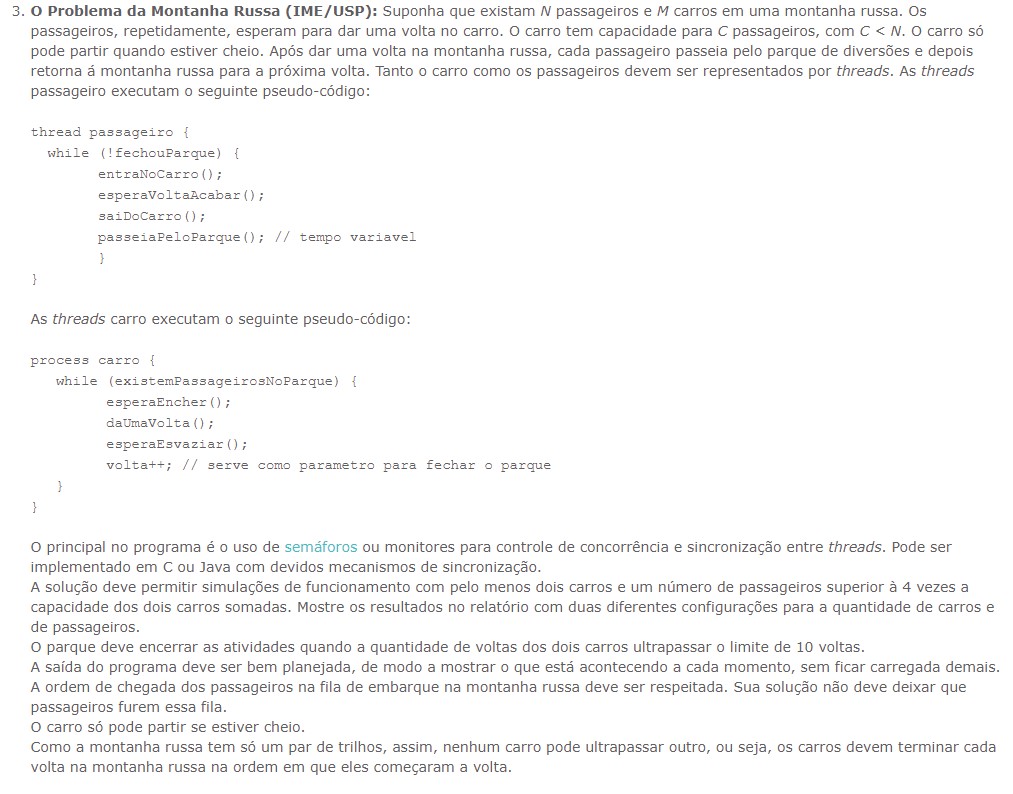 3. O Problema da Montanha Russa (IME/USP): Suponha que existam N passageiros e M carros em uma montanha russa. Os
passageiros, repetidamente, esperam para dar uma volta no carro. O carro tem capacidade para C passageiros, com C < N. O carro só
pode partir quando estiver cheio. Após dar uma volta na montanha russa, cada passageiro passeia pelo parque de diversões e depois
retorna á montanha russa para a próxima volta. Tanto o carro como os passageiros devem ser representados por threads. As threads
passageiro executam o seguinte pseudo-código:
thread passageiro {
while (!fechouParque) {
entraNoCarro();
esperaVoltaAcabar();
saiDoCarro();
passeiaPeloParque(); // tempo variavel
}
}
As threads carro executam o seguinte pseudo-código:
process carro {
while (existemPassageirosNoParque) {
esperaEncher();
daUmaVolta();
esperaEsvaziar();
volta++; // serve como parametro para fechar o parque
}
}
O principal no programa é o uso de semáforos ou monitores para controle de concorrência e sincronização entre threads. Pode ser
implementado em C ou Java com devidos mecanismos de sincronização.
A solução deve permitir simulações de funcionamento com pelo menos dois carros e um número de passageiros superior à 4 vezes a
capacidade dos dois carros somadas. Mostre os resultados no relatório com duas diferentes configurações para a quantidade de carros e
de passageiros.
O parque deve encerrar as atividades quando a quantidade de voltas dos dois carros ultrapassar o limite de 10 voltas.
A saída do programa deve ser bem planejada, de modo a mostrar o que está acontecendo a cada momento, sem ficar carregada demais.
A ordem de chegada dos passageiros na fila de embarque na montanha russa deve ser respeitada. Sua solução não deve deixar que
passageiros furem essa fila.
O carro só pode partir se estiver cheio.
Como a montanha russa tem só um par de trilhos, assim, nenhum carro pode ultrapassar outro, ou seja, os carros devem terminar cada
volta na montanha russa na ordem em que eles começaram a volta.